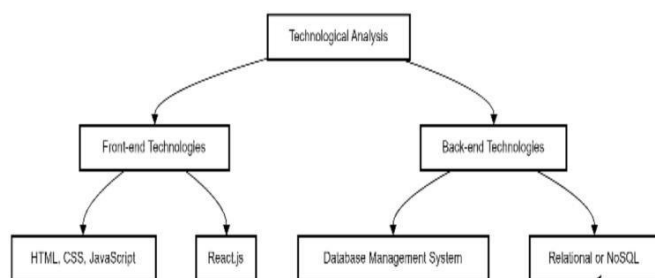 Technological Analysis
Front-end Technologies
Back-end Technologies
HTML, CSS, JavaScript
React.js
Database Management System
Relational or NoSQL